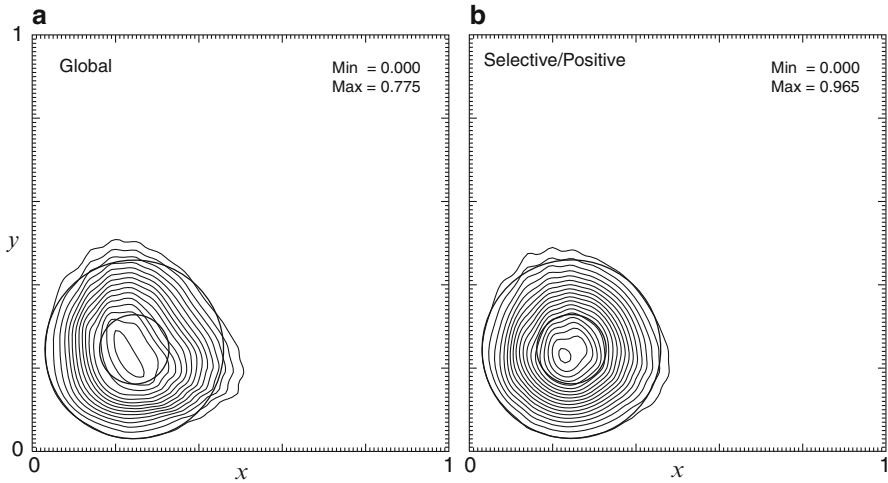 a
b
1
Global
Min = 0.000
Max = 0.775
Selective/Positive
Min = 0.000
Max = 0.965
y
0
0
x
1
0
x
1